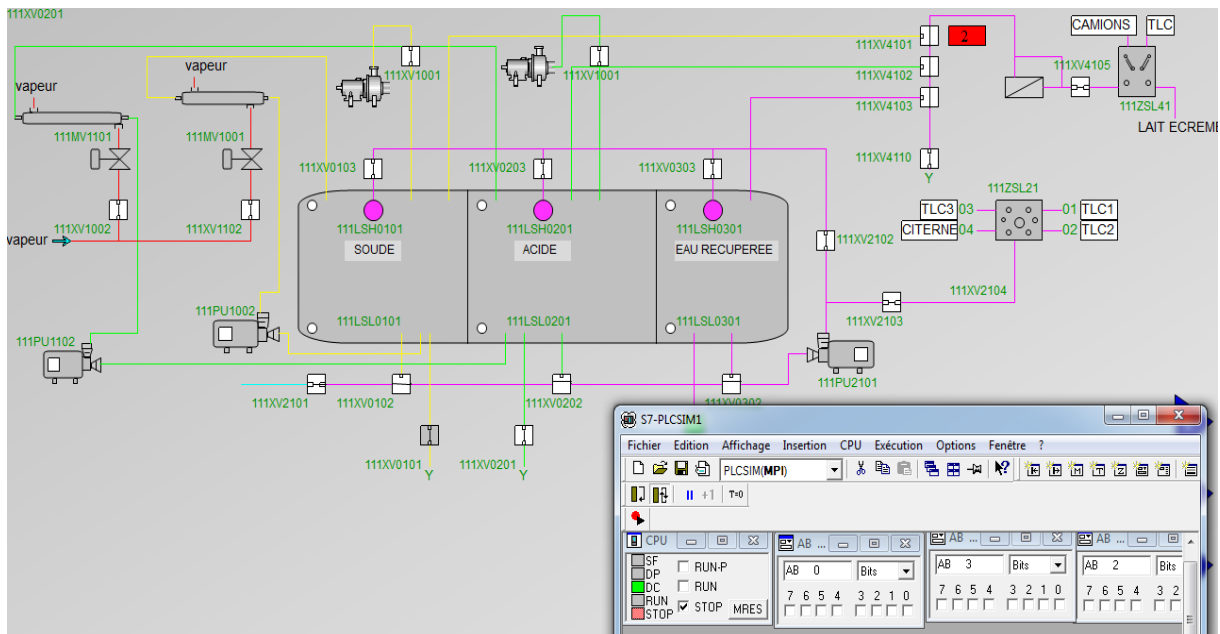 111XV0201
CAMIONS TLC
111XV1001
111XV1001
111XV4101
2
vapeur
vapeur
111XV4102
111XV4105
111XV4103
111ZSL41
LAIT ECREME
111MV1101
111MV1001
111XV4110
Y
111XV0103
111XV0203
111XV0303
111ZSL21
TLC3 03
01 TLC1
CITERNE 04
02 TLC2
111XV1002
111XV1102
vapeur
111LSH0101
111LSH0201
111LSH0301
111XV2102
SOUDE
ACIDE
EAU RECUPEREE
111XV2104
111PU1002
111XV2103
111LSL0101
111LSL0201
111LSL0301
111PU1102
111PU2101
111XV2101
111XV0102
111XV0202
111XV0302
111XV0101
Y
111XV0201
Y
S7-PLCSIM1
Fichier Edition Affichage Insertion CPU Exécution Options Fenêtre ?
PLCSIM(MPI)
+1 T=0
CPU
AB ...
AB ...
AB ...
SF
DP
DC
RUN
STOP
RUN-P
RUN
STOP
MRES
AB 0 Bits
7 6 5 4 3 2 1 0
AB 3 Bits
7 6 5 4 3 2 1 0
AB 2 Bits
7 6 5 4 3 2